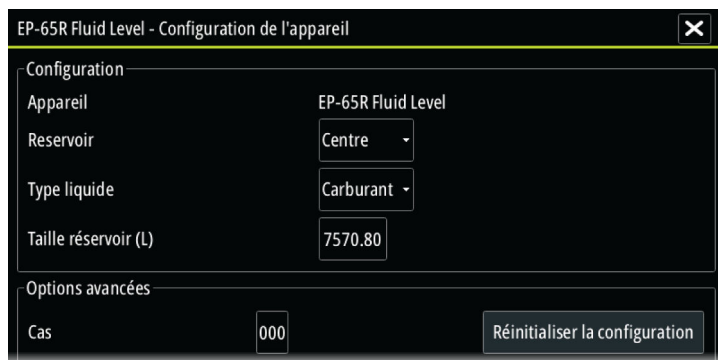 EP-65R Fluid Level - Configuration de l'appareil
Configuration
Appareil EP-65R Fluid Level
Reservoir Centre
Type liquide Carburant
Taille réservoir (L) 7570.80
Options avancées
Cas 000 Réinitialiser la configuration